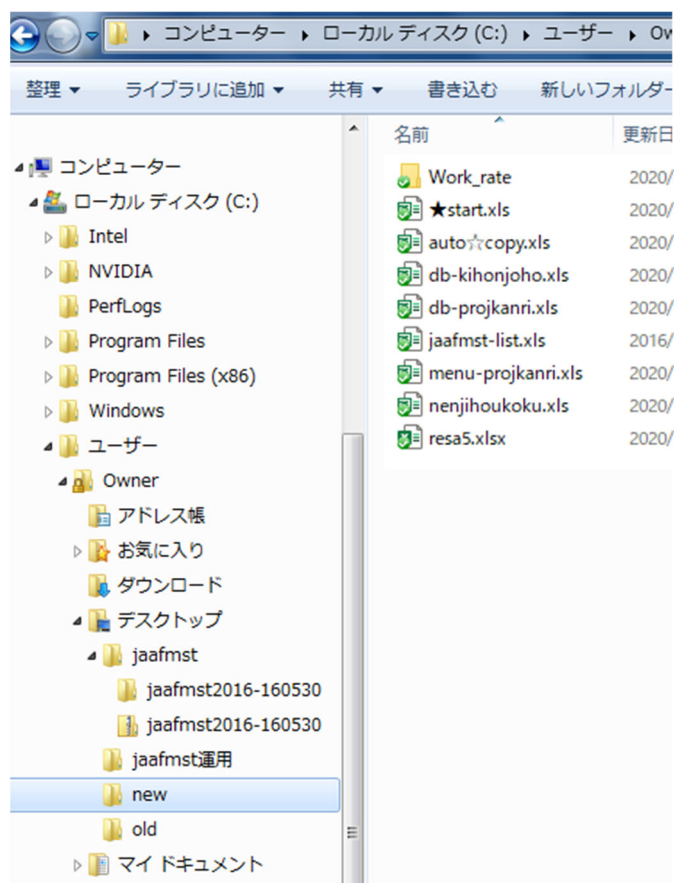 コンピューター ローカル ディスク (C:) ユーザー Ow
整理 ライブラリに追加 共有 書き込む 新しいフォルダー
名前 更新日
コンピューター
ローカル ディスク (C:)
Intel
NVIDIA
PerfLogs
Program Files
Program Files (x86)
Windows
ユーザー
Owner
アドレス帳
お気に入り
ダウンロード
デスクトップ
jaafmst
jaafmst2016-160530
jaafmst2016-160530
jaafmst運用
new
old
マイ ドキュメント
Work_rate 2020/
★start.xls 2020/
auto☆copy.xls 2020/
db-kihonjoho.xls 2020/
db-projkanri.xls 2020/
jaafmst-list.xls 2016/
menu-projkanri.xls 2020/
nenjihoukoku.xls 2020/
resa5.xlsx 2020/